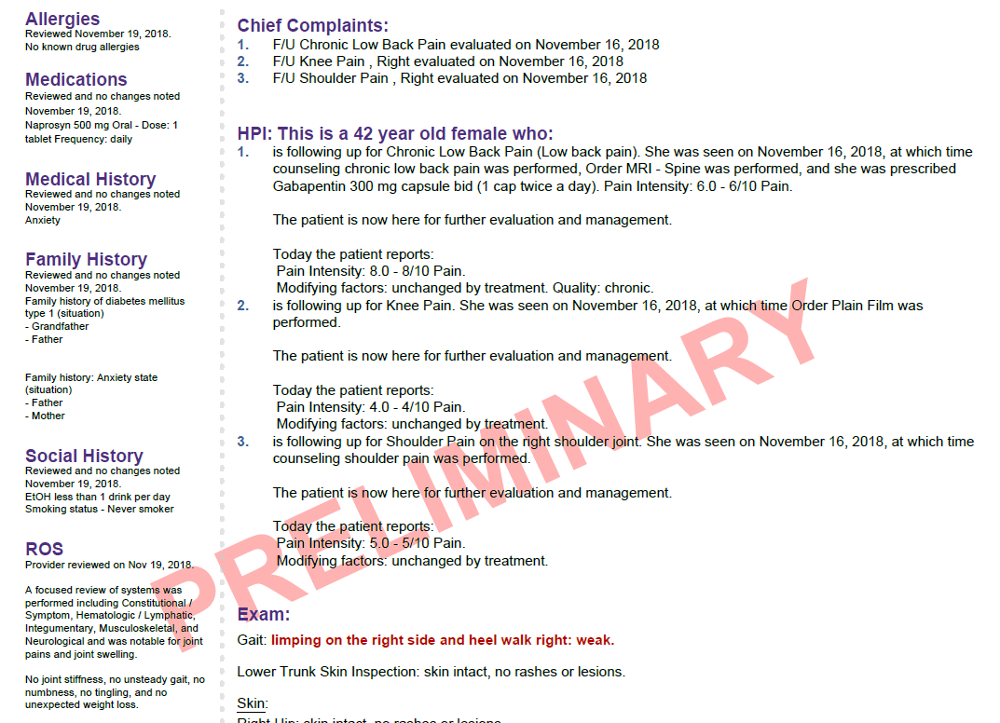 Allergies
Reviewed November 19, 2018.
No known drug allergies
Medications
Reviewed and no changes noted
November 19, 2018.
Naprosyn 500 mg Oral - Dose: 1
tablet Frequency: daily
Medical History
Reviewed and no changes noted
November 19, 2018.
Anxiety
Family History
Reviewed and no changes noted
November 19, 2018.
Family history of diabetes mellitus
type 1 (situation)
- Grandfather
- Father
Family history: Anxiety state
(situation)
- Father
- Mother
Social History
Reviewed and no changes noted
November 19, 2018.
EtOH less than 1 drink per day
Smoking status - Never smoker
ROS
Provider reviewed on Nov 19, 2018.
A focused review of systems was
performed including Constitutional /
Symptom, Hematologic / Lymphatic,
Integumentary, Musculoskeletal, and
Neurological and was notable for joint
pains and joint swelling.
No joint stiffness, no unsteady gait, no
numbness, no tingling, and no
unexpected weight loss.
Chief Complaints:
1. F/U Chronic Low Back Pain evaluated on November 16, 2018
2. F/U Knee Pain , Right evaluated on November 16, 2018
3. F/U Shoulder Pain , Right evaluated on November 16, 2018
HPI: This is a 42 year old female who:
1. is following up for Chronic Low Back Pain (Low back pain). She was seen on November 16, 2018, at which time
counseling chronic low back pain was performed, Order MRI - Spine was performed, and she was prescribed
Gabapentin 300 mg capsule bid (1 cap twice a day). Pain Intensity: 6.0 - 6/10 Pain.
The patient is now here for further evaluation and management.
Today the patient reports:
Pain Intensity: 8.0 - 8/10 Pain.
Modifying factors: unchanged by treatment. Quality: chronic.
2. is following up for Knee Pain. She was seen on November 16, 2018, at which time Order Plain Film was
performed.
The patient is now here for further evaluation and management.
Today the patient reports:
Pain Intensity: 4.0 - 4/10 Pain.
Modifying factors: unchanged by treatment.
3. is following up for Shoulder Pain on the right shoulder joint. She was seen on November 16, 2018, at which time
counseling shoulder pain was performed.
The patient is now here for further evaluation and management.
Today the patient reports:
Pain Intensity: 5.0 - 5/10 Pain.
Modifying factors: unchanged by treatment.
Exam:
Gait: limping on the right side and heel walk right: weak.
Lower Trunk Skin Inspection: skin intact, no rashes or lesions.
Skin:
Right Hip: skin intact, no rashes or lesions
PRELIMINARY